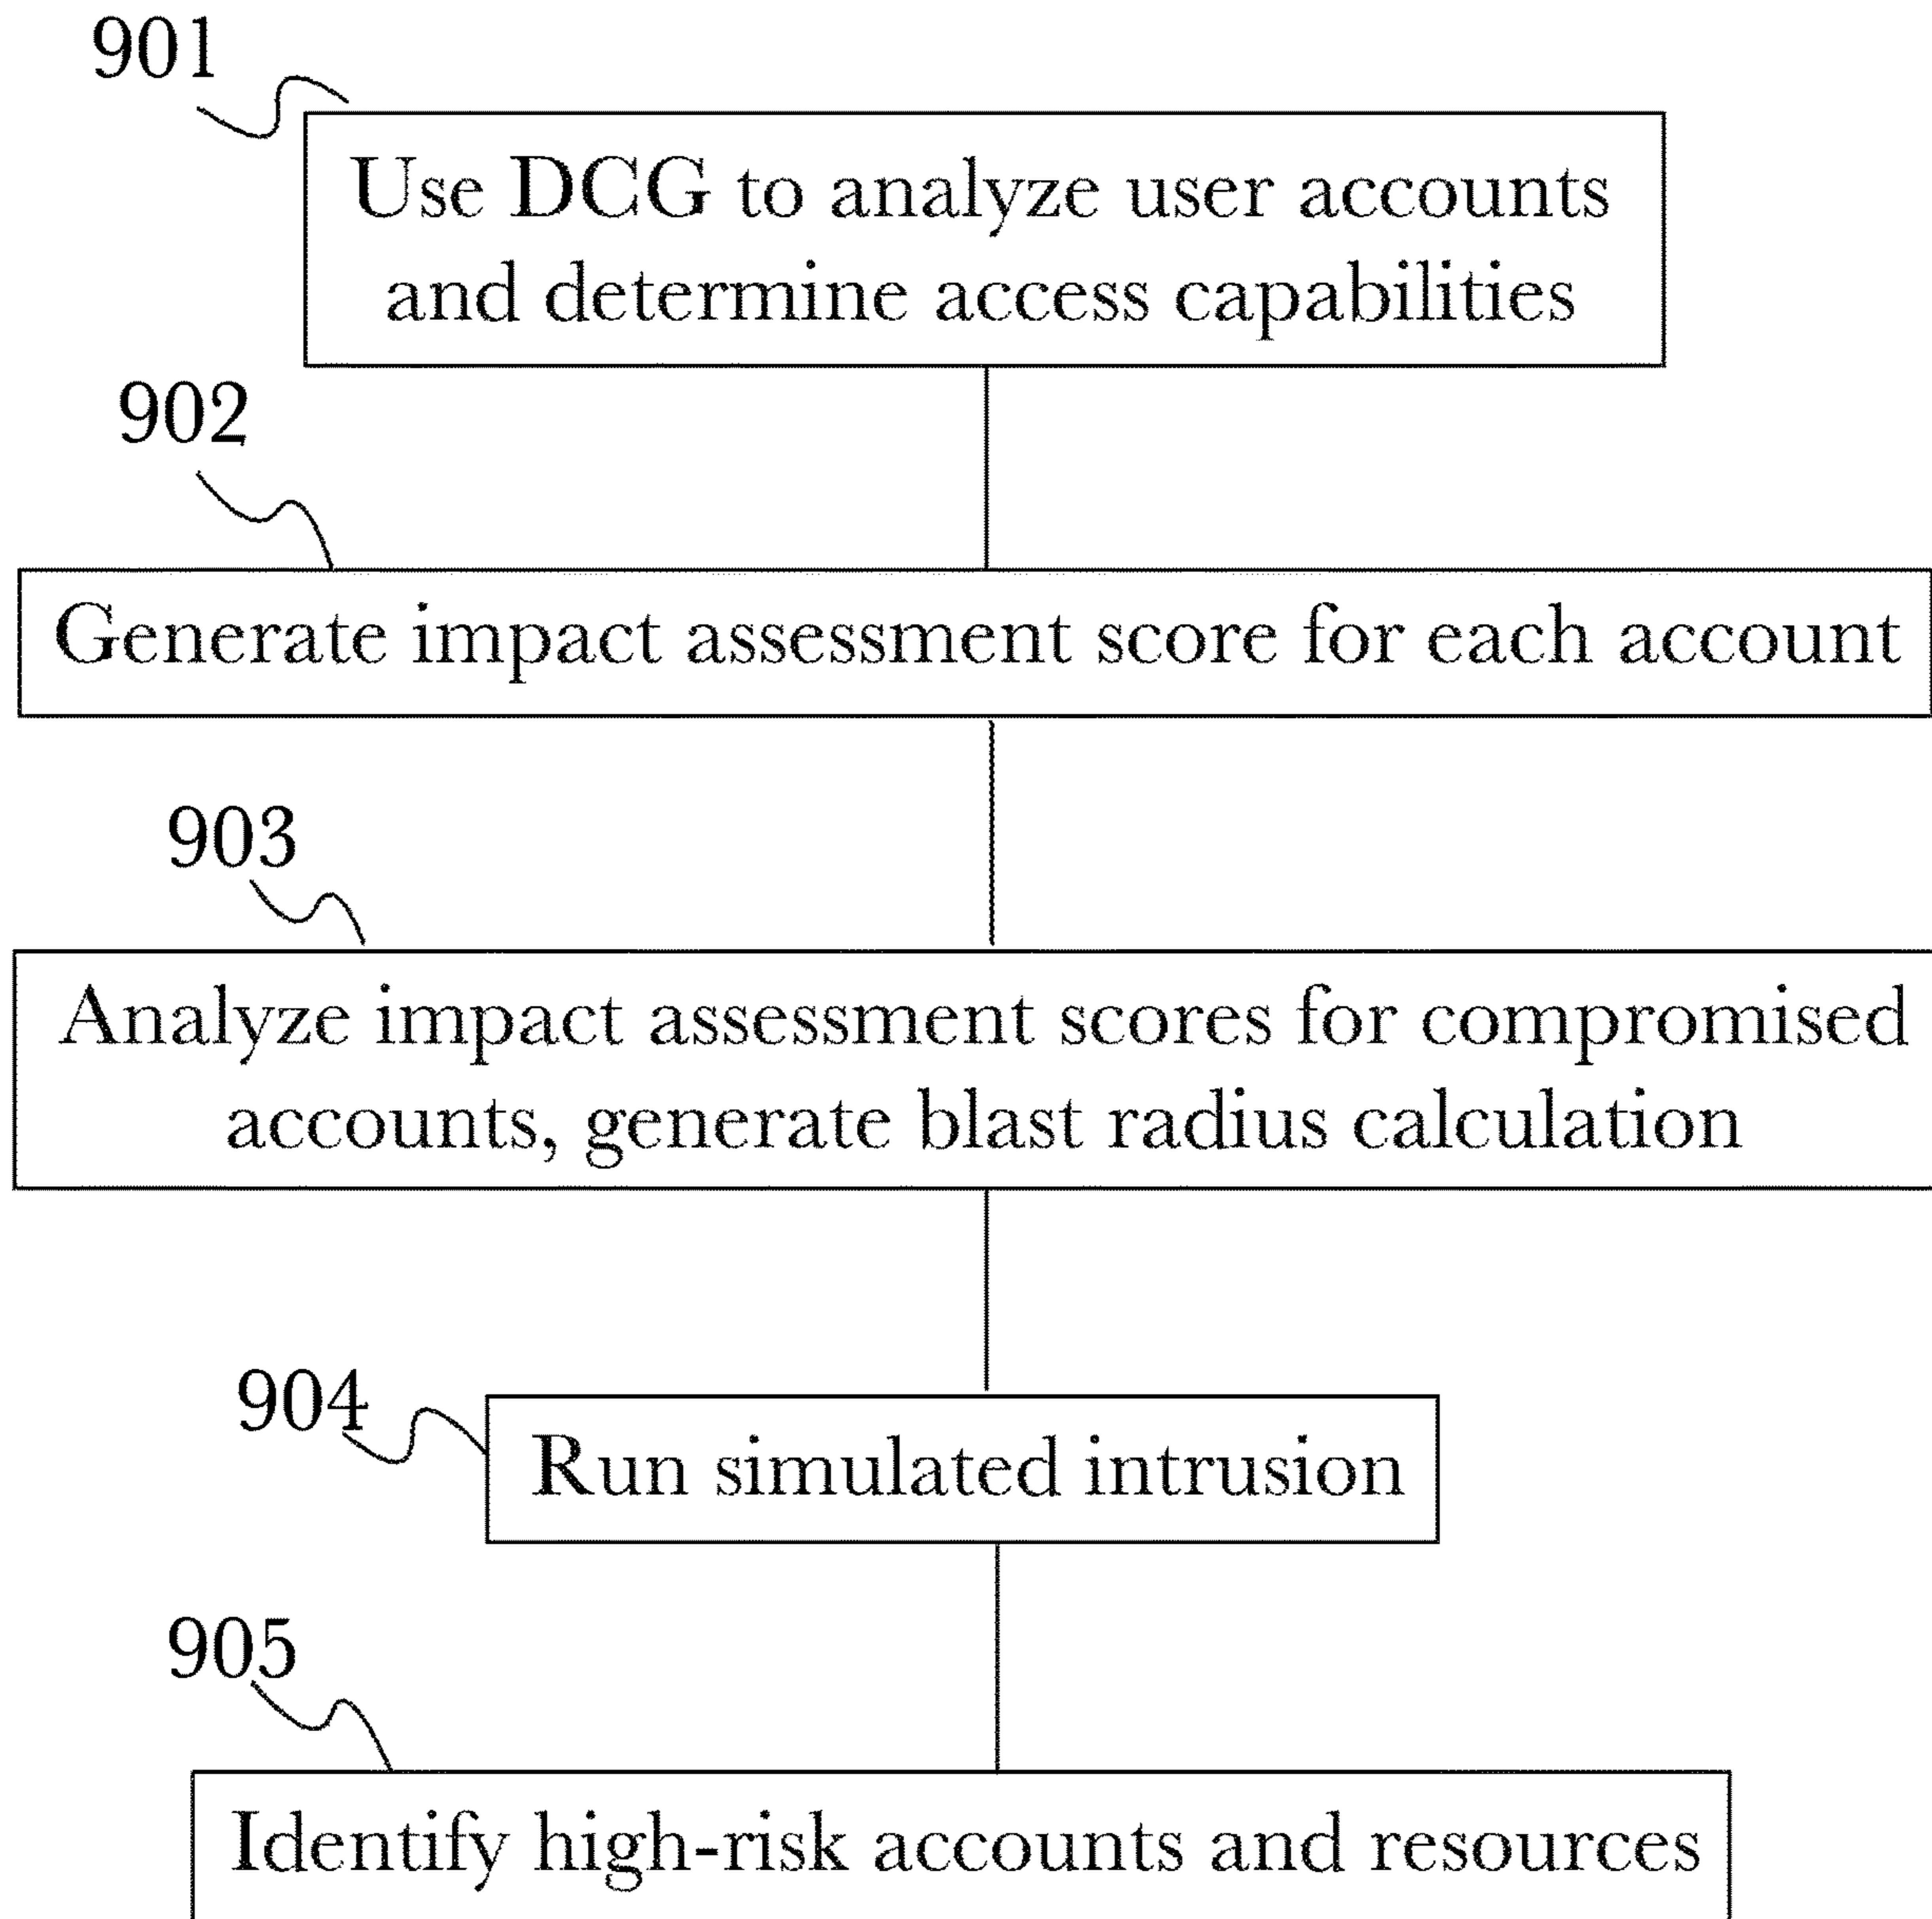 901
Use DCG to analyze user accounts
and determine access capabilities
902
Generate impact assessment score for each account
903
Analyze impact assessment scores for compromised
accounts, generate blast radius calculation
904
Run simulated intrusion
905
Identify high-risk accounts and resources